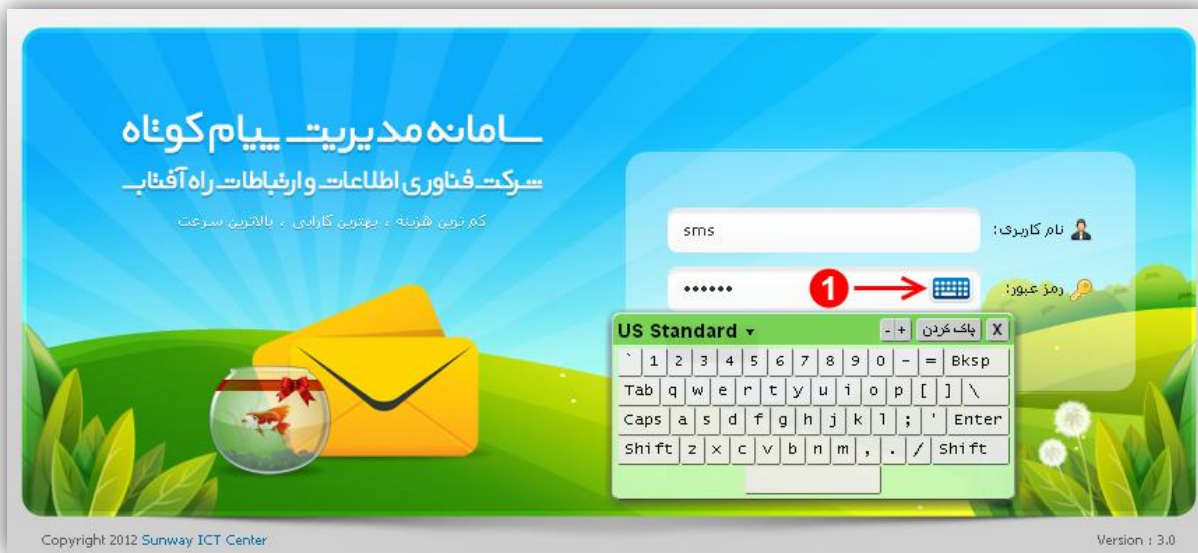 سامانه مدیریت پیام کوتاه
شرکت فناوری اطلاعات و ارتباطات راه آفتاب
کم ترین هزینه ، بهترین کارایی ، بالاترین سرعت
نام کاربری:
sms
رمز عبور:
••••••
1
US Standard
- + پاک کردن X
` 1 2 3 4 5 6 7 8 9 0 - = Bksp
Tab q w e r t y u i o p [ ] \
Caps a s d f g h j k l ; ' Enter
Shift z x c v b n m , . / Shift
Copyright 2012 Sunway ICT Center
Version : 3.0